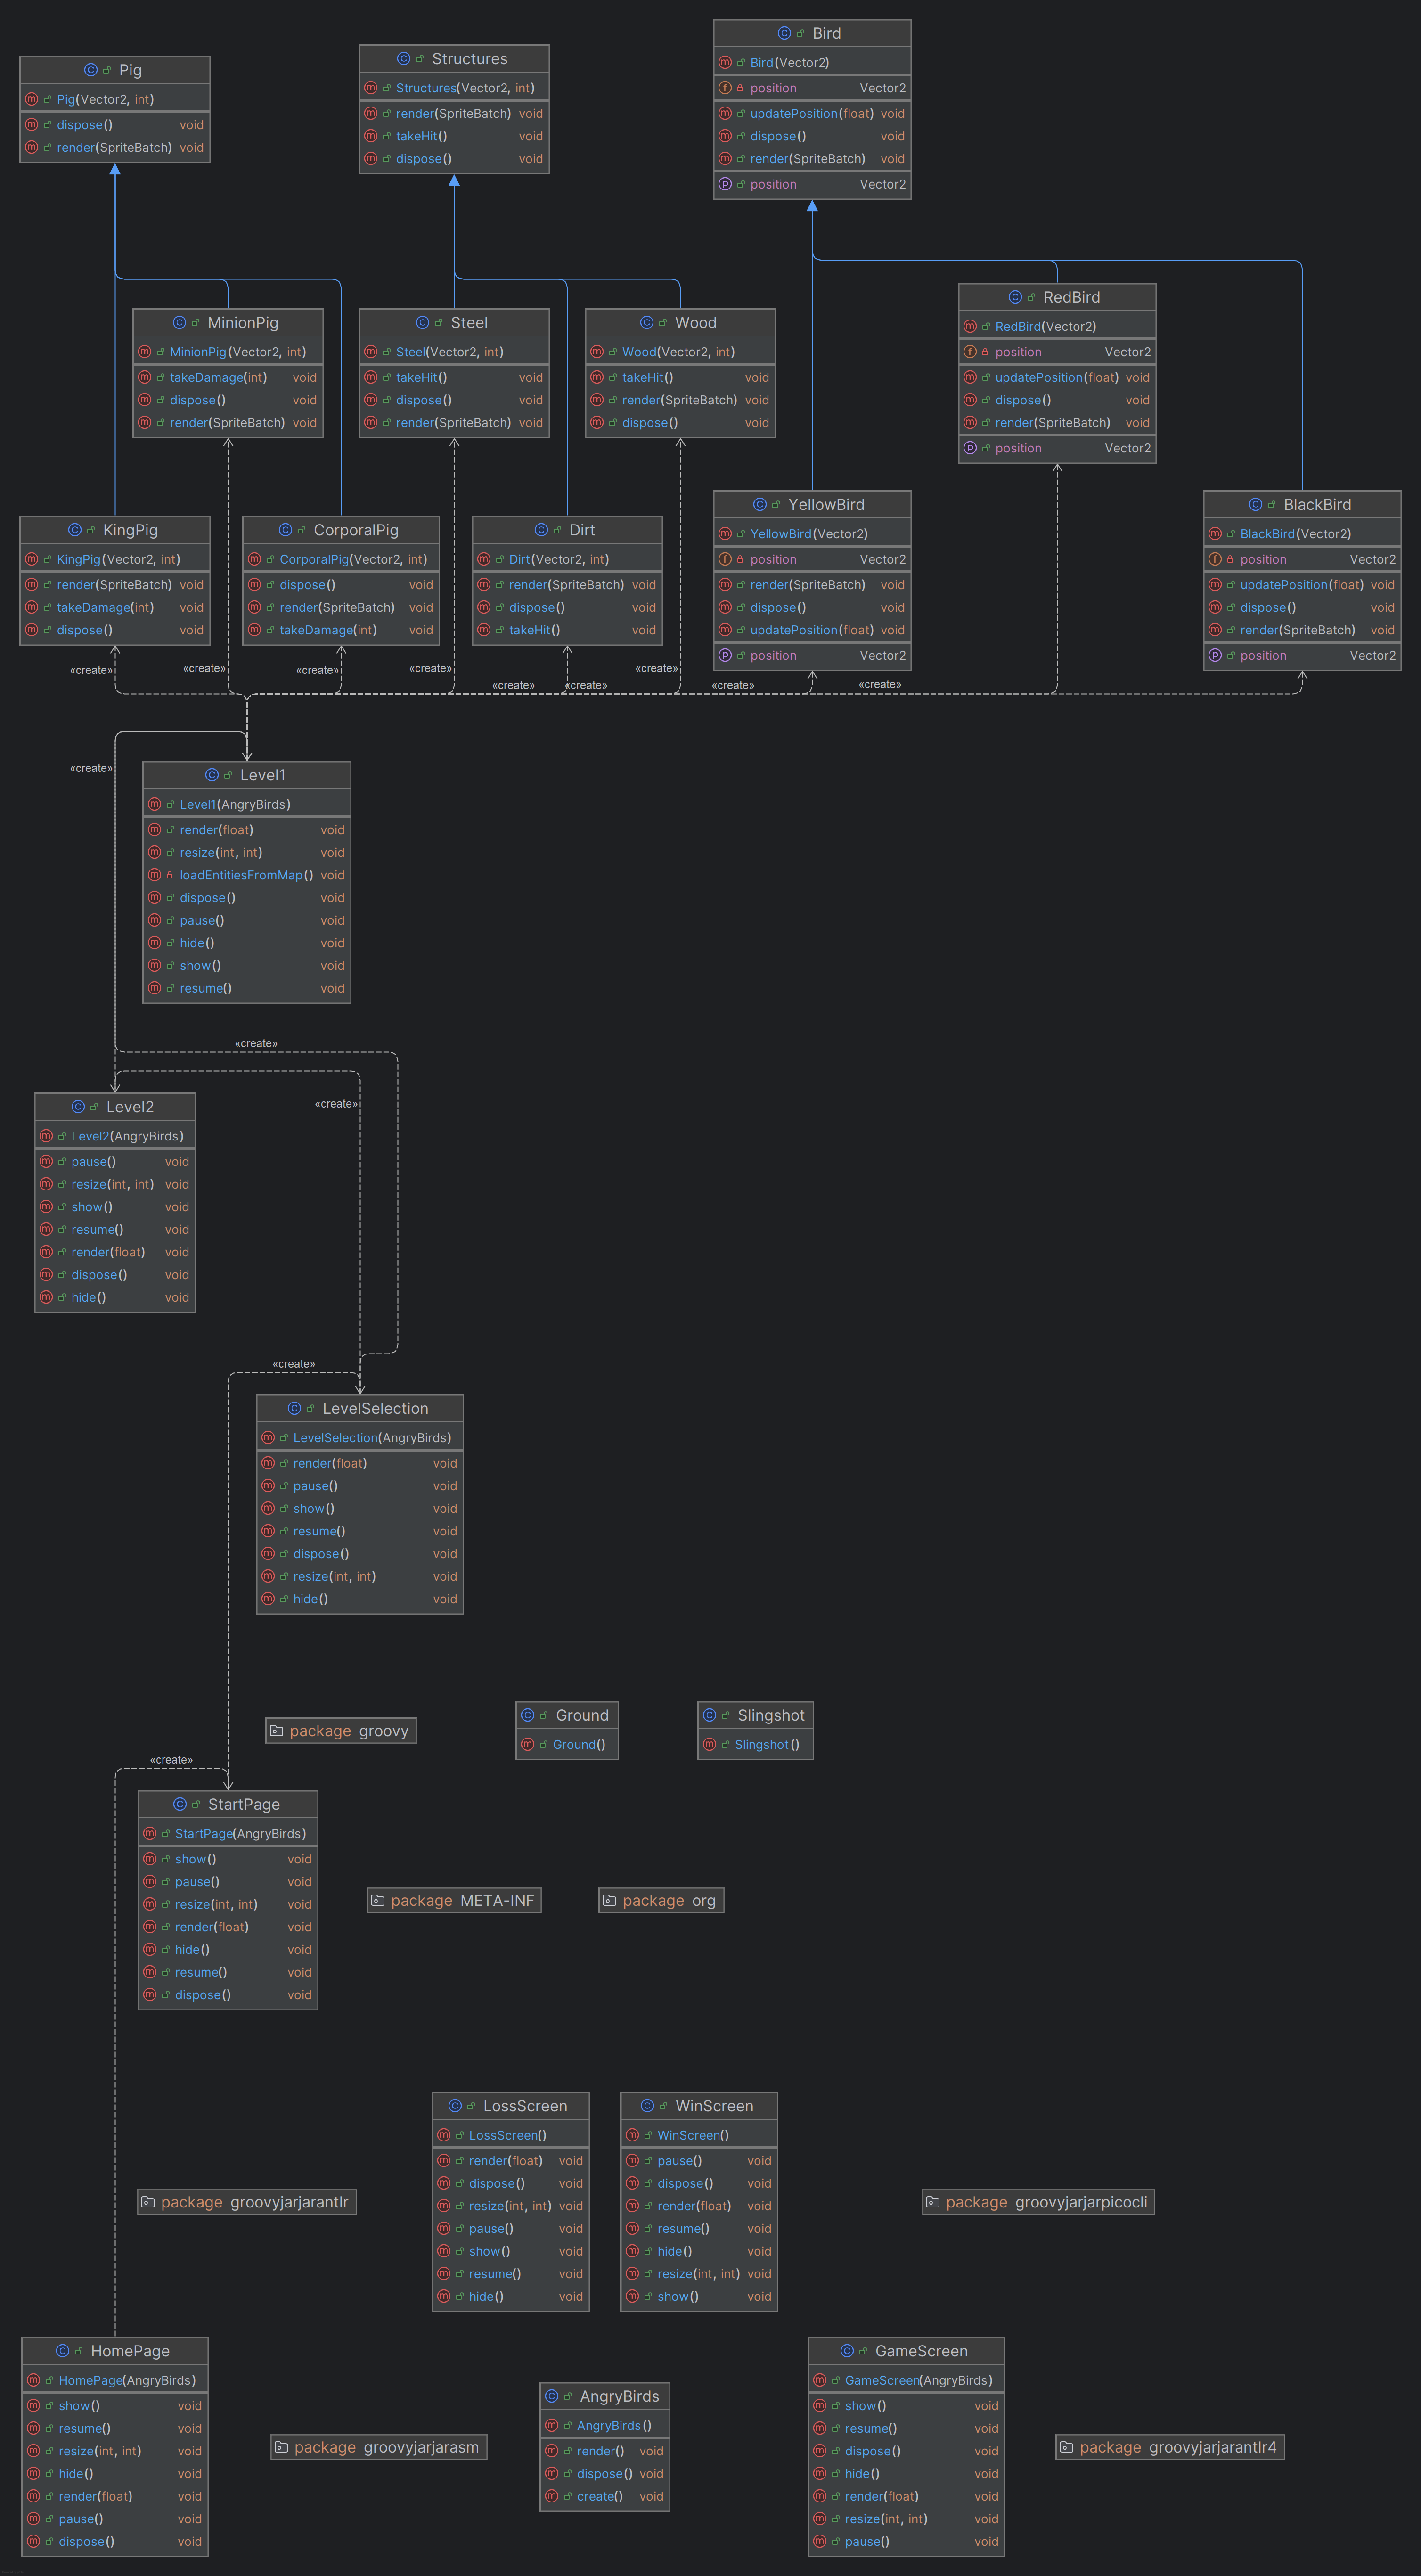 Pig
Pig(Vector2, int)
dispose() void
render(SpriteBatch) void
Structures
Structures(Vector2, int)
render(SpriteBatch) void
takeHit() void
dispose() void
Bird
Bird(Vector2)
position Vector2
updatePosition(float) void
dispose() void
render(SpriteBatch) void
position Vector2
MinionPig
MinionPig(Vector2, int)
takeDamage(int) void
dispose() void
render(SpriteBatch) void
Steel
Steel(Vector2, int)
takeHit() void
dispose() void
render(SpriteBatch) void
Wood
Wood(Vector2, int)
takeHit() void
render(SpriteBatch) void
dispose() void
RedBird
RedBird(Vector2)
position Vector2
updatePosition(float) void
dispose() void
render(SpriteBatch) void
position Vector2
KingPig
KingPig(Vector2, int)
render(SpriteBatch) void
takeDamage(int) void
dispose() void
CorporalPig
CorporalPig(Vector2, int)
dispose() void
render(SpriteBatch) void
takeDamage(int) void
Dirt
Dirt(Vector2, int)
render(SpriteBatch) void
dispose() void
takeHit() void
YellowBird
YellowBird(Vector2)
position Vector2
render(SpriteBatch) void
dispose() void
updatePosition(float) void
position Vector2
BlackBird
BlackBird(Vector2)
position Vector2
updatePosition(float) void
dispose() void
render(SpriteBatch) void
position Vector2
«create»
«create»
«create»
«create»
«create»
«create»
«create»
«create»
«create»
Level1
Level1(AngryBirds)
render(float) void
resize(int, int) void
loadEntitiesFromMap() void
dispose() void
pause() void
hide() void
show() void
resume() void
«create»
«create»
Level2
Level2(AngryBirds)
pause() void
resize(int, int) void
show() void
resume() void
render(float) void
dispose() void
hide() void
«create»
«create»
LevelSelection
LevelSelection(AngryBirds)
render(float) void
pause() void
show() void
resume() void
dispose() void
resize(int, int) void
hide() void
package groovy
Ground
Ground()
Slingshot
Slingshot()
«create»
StartPage
StartPage(AngryBirds)
show() void
pause() void
resize(int, int) void
render(float) void
hide() void
resume() void
dispose() void
package META-INF
package org
LossScreen
LossScreen()
render(float) void
dispose() void
resize(int, int) void
pause() void
show() void
resume() void
hide() void
WinScreen
WinScreen()
pause() void
dispose() void
render(float) void
resume() void
hide() void
resize(int, int) void
show() void
package groovyjarjarantlr
package groovyjarjarpicocli
HomePage
HomePage(AngryBirds)
show() void
resume() void
resize(int, int) void
hide() void
render(float) void
pause() void
dispose() void
package groovyjarjarasm
AngryBirds
AngryBirds()
render() void
dispose() void
create() void
GameScreen
GameScreen(AngryBirds)
show() void
resume() void
dispose() void
hide() void
render(float) void
resize(int, int) void
pause() void
package groovyjarjarantlr4